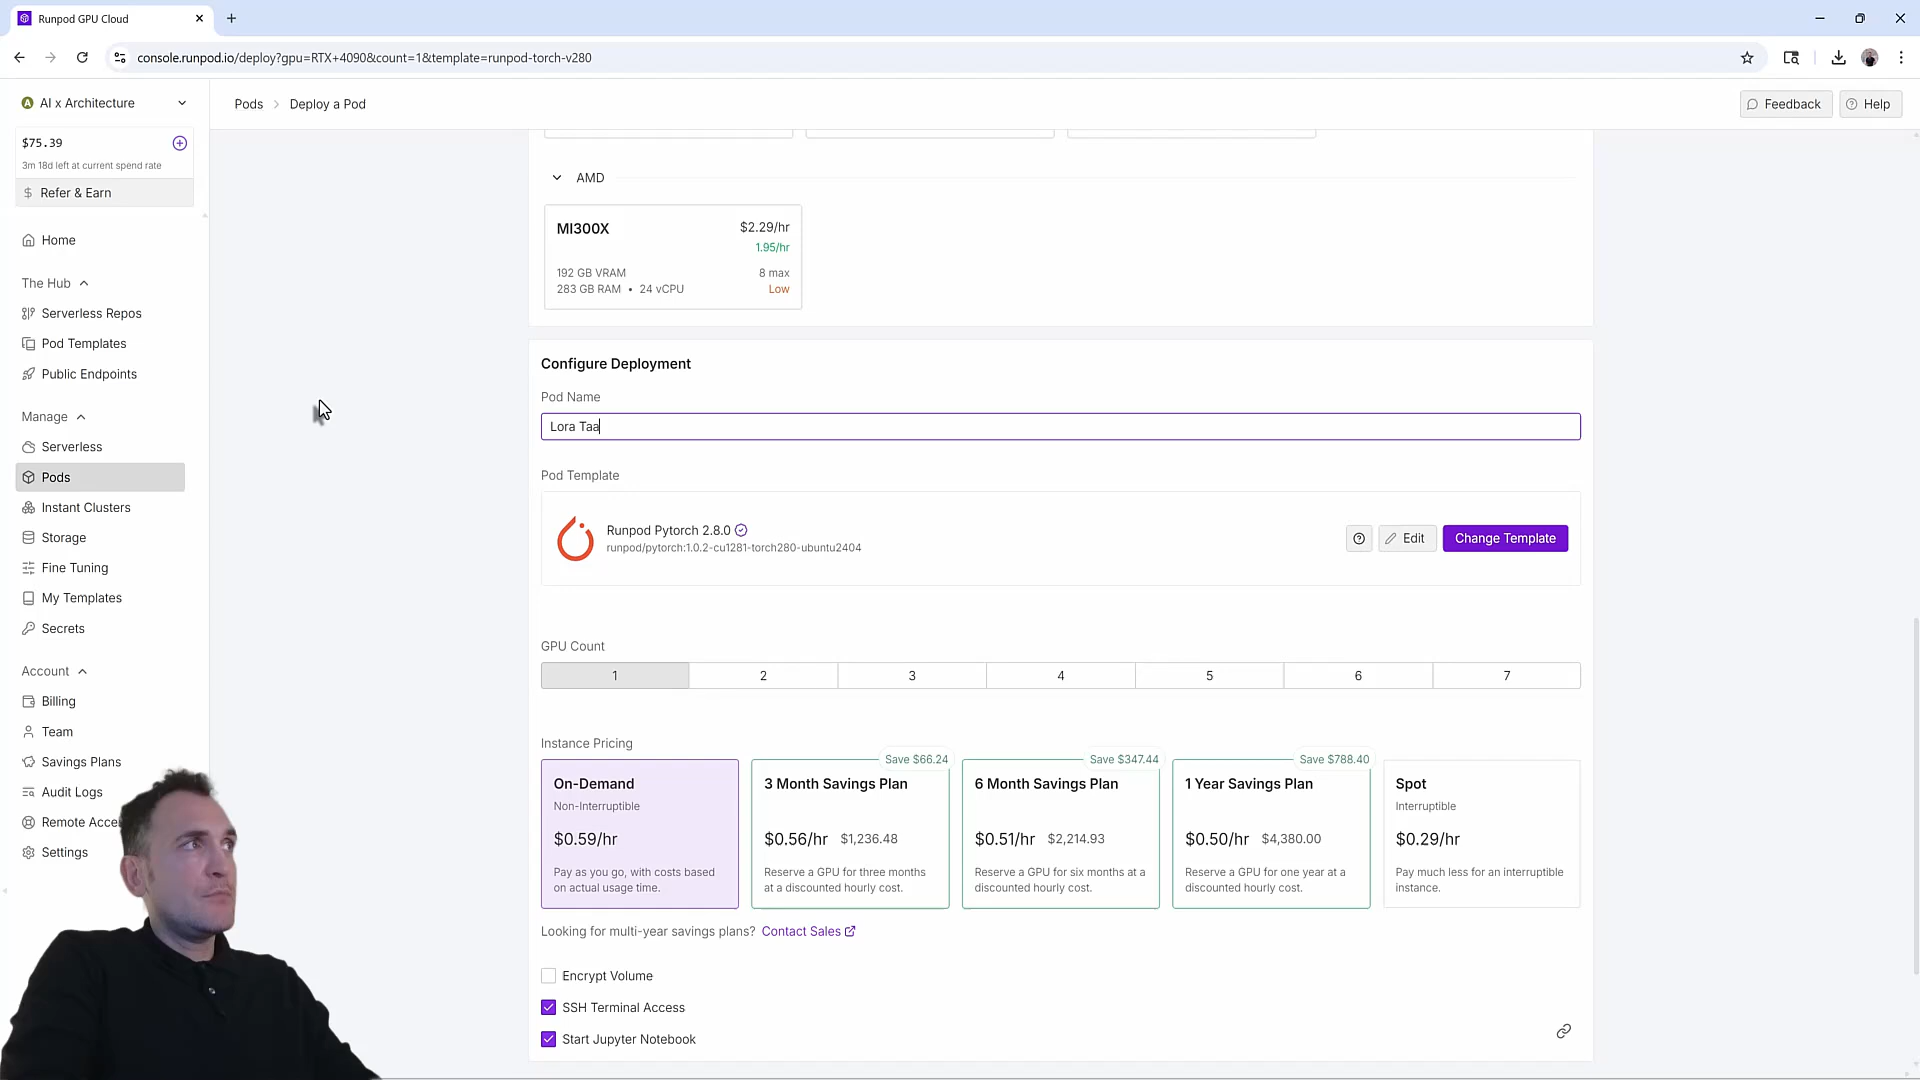 Runpod GPU Cloud
console.runpod.io/deploy?gpu=RTX+4090&count=1&template=runpod-torch-v280
AI x Architecture
$75.39
3m 18d left at current spend rate
Refer & Earn
Home
The Hub
Serverless Repos
Pod Templates
Public Endpoints
Manage
Serverless
Pods
Instant Clusters
Storage
Fine Tuning
My Templates
Secrets
Account
Billing
Team
Savings Plans
Audit Logs
Remote Acce
Settings
Pods > Deploy a Pod
Feedback
Help
AMD
MI300X $2.29/hr
1.95/hr
192 GB VRAM 8 max
283 GB RAM • 24 vCPU Low
Configure Deployment
Pod Name
Lora Taa
Pod Template
Runpod Pytorch 2.8.0
runpod/pytorch:1.0.2-cu1281-torch280-ubuntu2404
Edit
Change Template
GPU Count
1 2 3 4 5 6 7
Instance Pricing
On-Demand
Non-Interruptible
$0.59/hr
Pay as you go, with costs based
on actual usage time.
Save $66.24
3 Month Savings Plan
$0.56/hr $1,236.48
Reserve a GPU for three months
at a discounted hourly cost.
Save $347.44
6 Month Savings Plan
$0.51/hr $2,214.93
Reserve a GPU for six months at a
discounted hourly cost.
Save $788.40
1 Year Savings Plan
$0.50/hr $4,380.00
Reserve a GPU for one year at a
discounted hourly cost.
Spot
Interruptible
$0.29/hr
Pay much less for an interruptible
instance.
Looking for multi-year savings plans? Contact Sales
Encrypt Volume
SSH Terminal Access
Start Jupyter Notebook